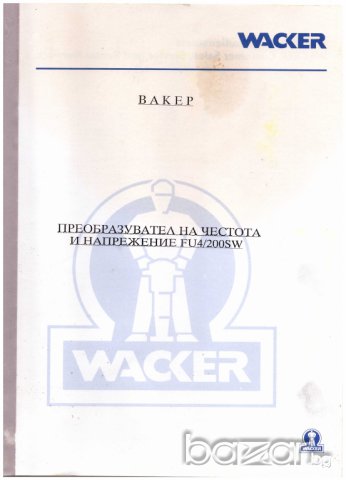 WACKER
ВАКЕР
ПРЕОБРАЗУВАТЕЛ НА ЧЕСТОТА
И НАПРЕЖЕНИЕ FU4/200SW
WACKER
bazar.bg